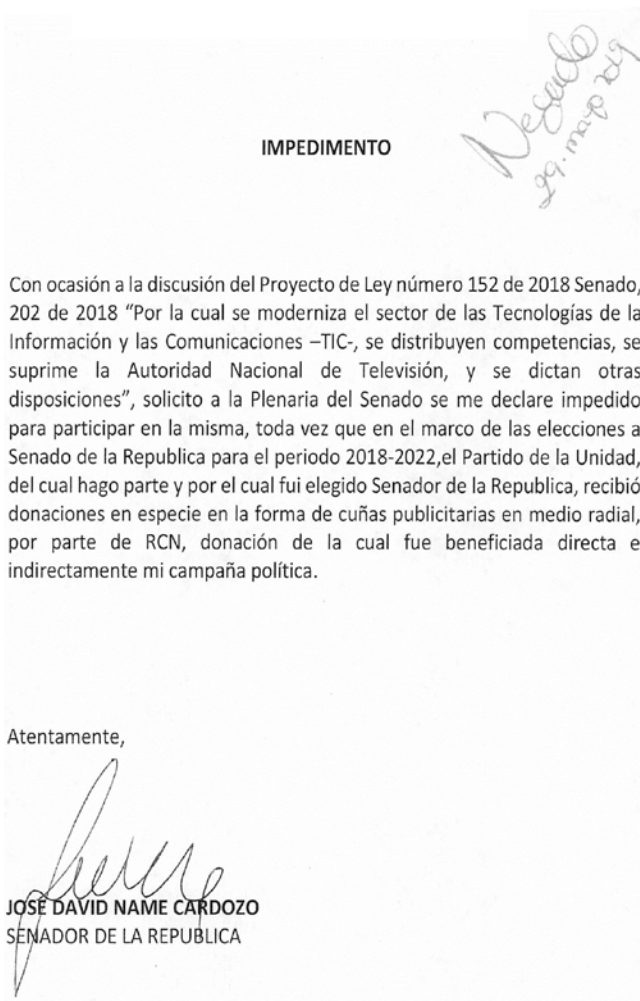 Negado
29. mayo 2019
IMPEDIMENTO
Con ocasión a la discusión del Proyecto de Ley número 152 de 2018 Senado,
202 de 2018 “Por la cual se moderniza el sector de las Tecnologías de la
Información y las Comunicaciones –TIC-, se distribuyen competencias, se
suprime la Autoridad Nacional de Televisión, y se dictan otras
disposiciones”, solicito a la Plenaria del Senado se me declare impedido
para participar en la misma, toda vez que en el marco de las elecciones a
Senado de la Republica para el periodo 2018-2022,el Partido de la Unidad,
del cual hago parte y por el cual fui elegido Senador de la Republica, recibió
donaciones en especie en la forma de cuñas publicitarias en medio radial,
por parte de RCN, donación de la cual fue beneficiada directa e
indirectamente mi campaña política.
Atentamente,
JOSÉ DAVID NAME CARDOZO
SENADOR DE LA REPUBLICA